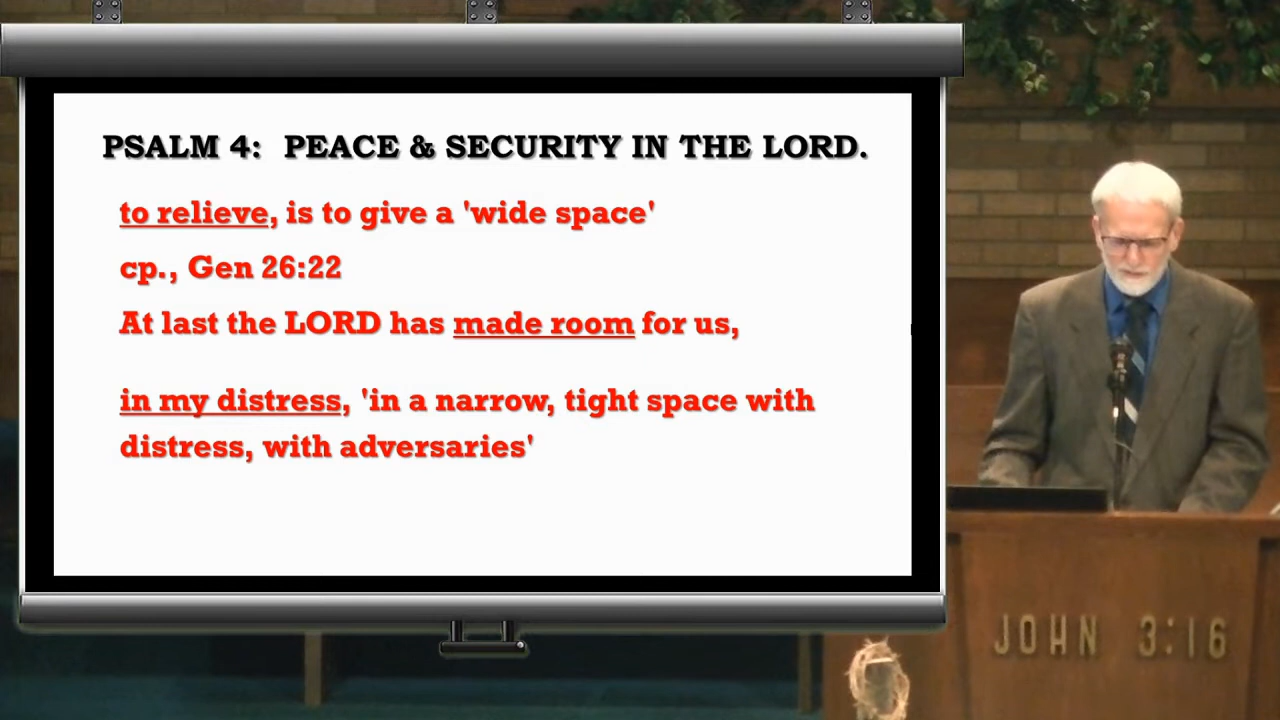 PSALM 4: PEACE & SECURITY IN THE LORD.
to relieve, is to give a 'wide space'
cp., Gen 26:22
At last the LORD has made room for us,
in my distress, 'in a narrow, tight space with
distress, with adversaries'
JOHN 3:16